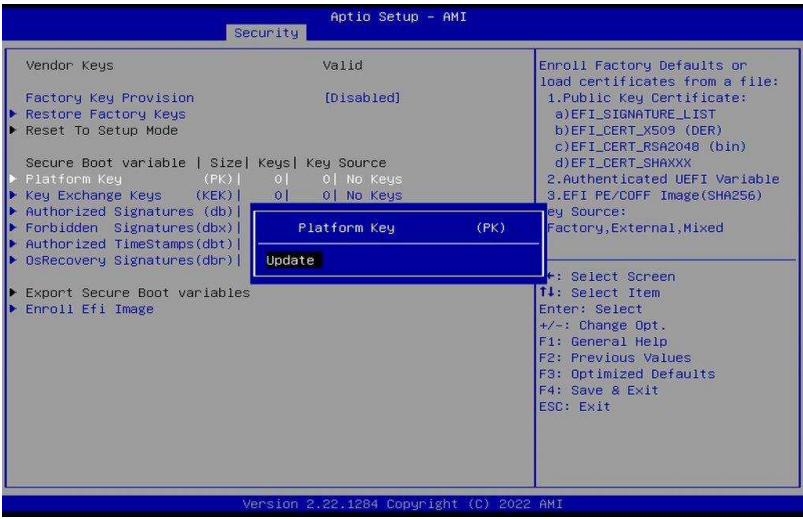 Aptio Setup - AMI
Security
Vendor Keys Valid
Factory Key Provision [Disabled]
Restore Factory Keys
Reset To Setup Mode
Secure Boot variable | Size| Keys| Key Source
Platform Key (PK)| 0| 0| No Keys
Key Exchange Keys (KEK)| 0| 0| No Keys
Authorized Signatures (db)|
Forbidden Signatures(dbx)|
Authorized TimeStamps(dbt)|
OsRecovery Signatures(dbr)|
Export Secure Boot variables
Enroll Efi Image
Platform Key (PK)
Update
Enroll Factory Defaults or
load certificates from a file:
1.Public Key Certificate:
a)EFI_SIGNATURE_LIST
b)EFI_CERT_X509 (DER)
c)EFI_CERT_RSA2048 (bin)
d)EFI_CERT_SHAXXX
2.Authenticated UEFI Variable
3.EFI PE/COFF Image(SHA256)
ey Source:
Factory,External,Mixed
←: Select Screen
↑↓: Select Item
Enter: Select
+/-: Change Opt.
F1: General Help
F2: Previous Values
F3: Optimized Defaults
F4: Save & Exit
ESC: Exit
Version 2.22.1284 Copyright (C) 2022 AMI